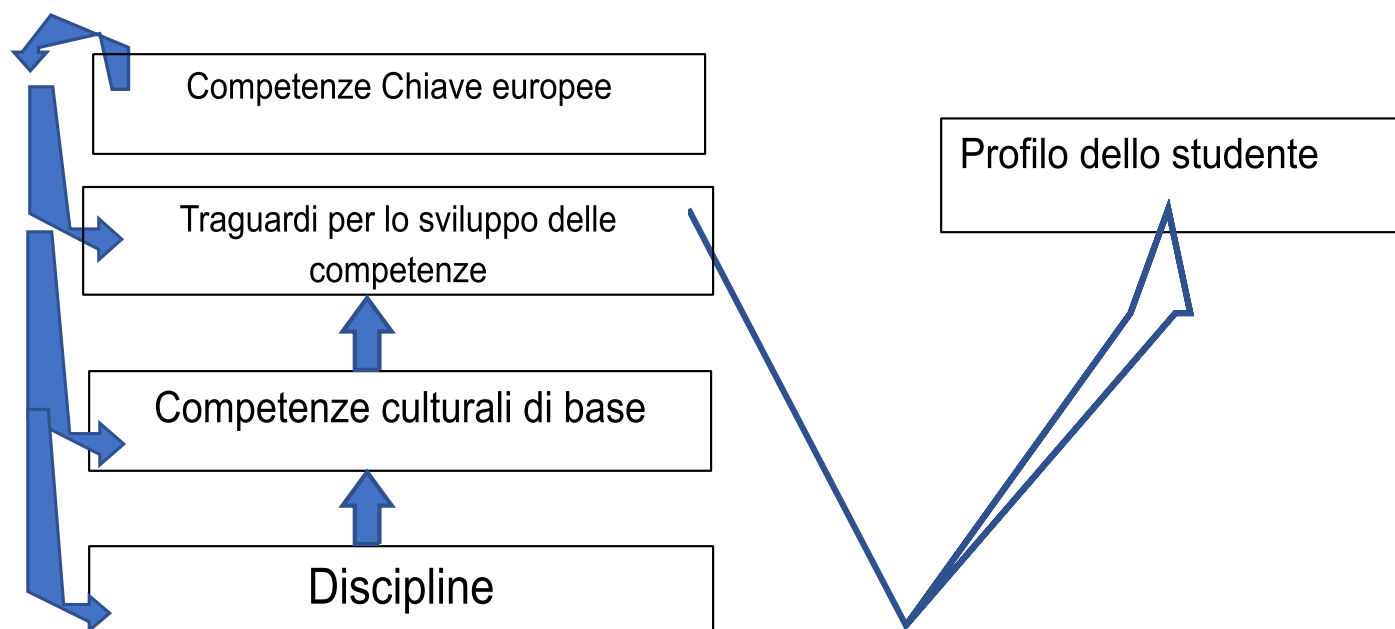 Competenze Chiave europee
Profilo dello studente
Traguardi per lo sviluppo delle
competenze
Competenze culturali di base
Discipline